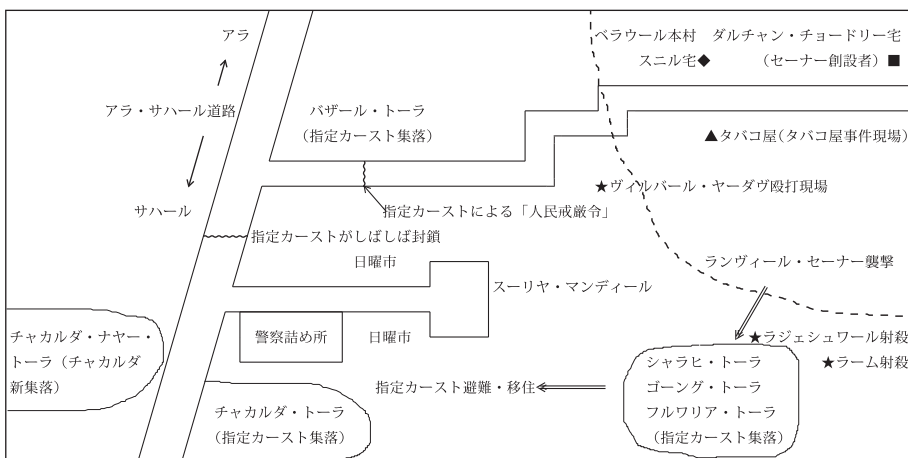 アラ
ベラウール本村 ダルチャン・チョードリー宅
スニル宅◆ (セーナー創設者)■
アラ・サハール道路
バザール・トーラ
(指定カースト集落)
▲タバコ屋(タバコ屋事件現場)
★ヴィルバール・ヤーダヴ殴打現場
サハール
指定カーストによる「人民戒厳令」
指定カーストがしばしば封鎖
日曜市
ランヴィール・セーナー襲撃
スーリヤ・マンディール
チャカルダ・ナヤー・
トーラ(チャカルダ
新集落)
警察詰め所
日曜市
★ラジェシュワール射殺
★ラーム射殺
シャラヒ・トーラ
ゴーング・トーラ
フルワリア・トーラ
(指定カースト集落)
指定カースト避難・移住
チャカルダ・トーラ
(指定カースト集落)